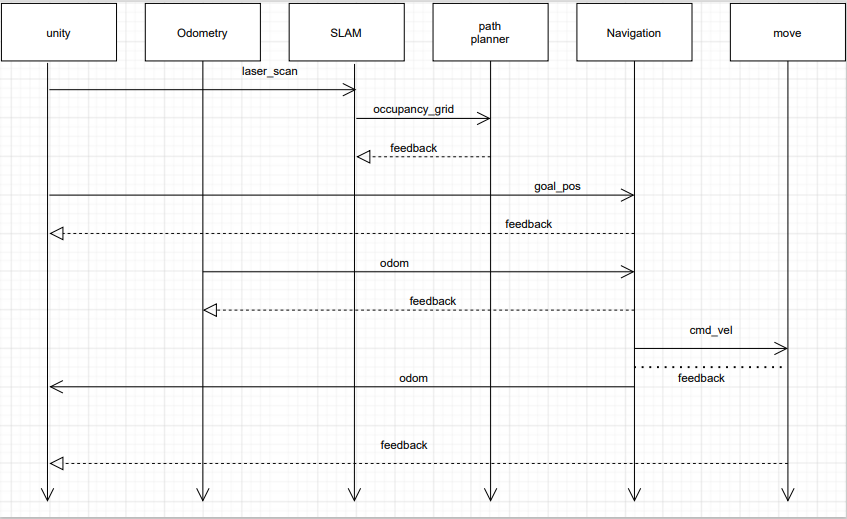 unity
Odometry
SLAM
path
planner
Navigation
move
laser_scan
occupancy_grid
feedback
goal_pos
feedback
odom
feedback
cmd_vel
feedback
odom
feedback